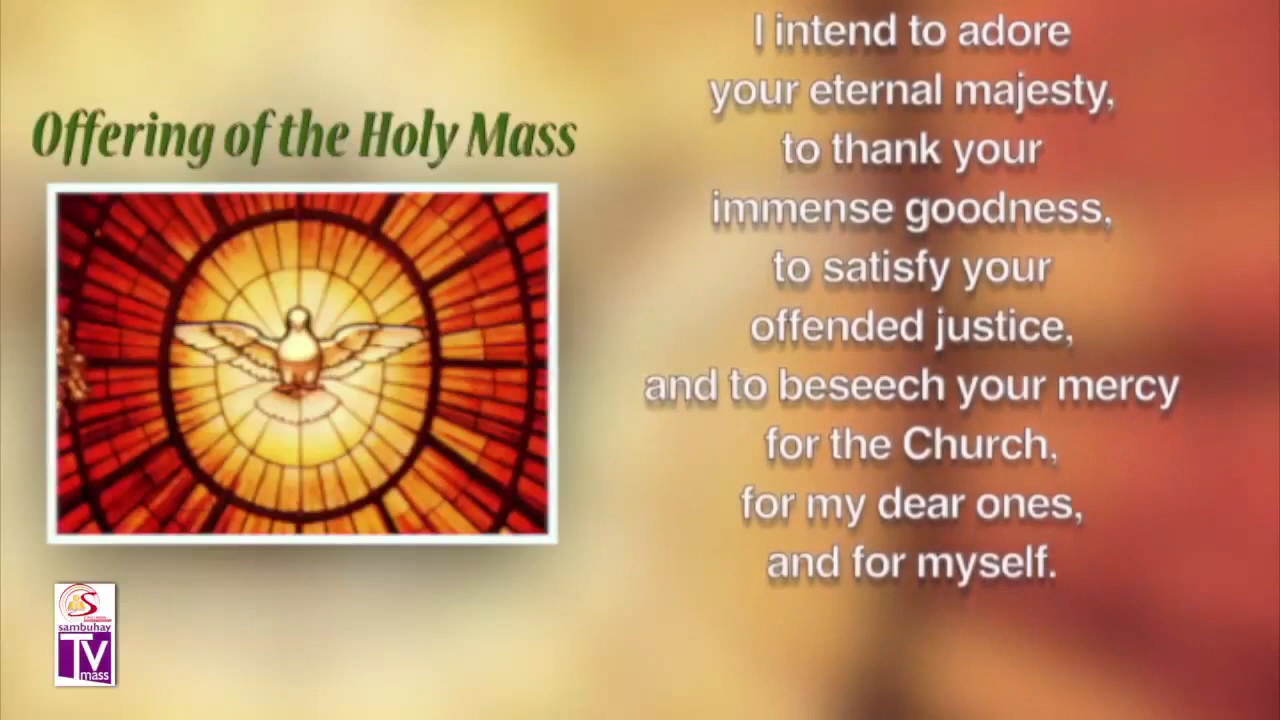 Offering of the Holy Mass
I intend to adore
your eternal majesty,
to thank your
immense goodness,
to satisfy your
offended justice,
and to beseech your mercy
for the Church,
for my dear ones,
and for myself.
sambuhay
TV
mass